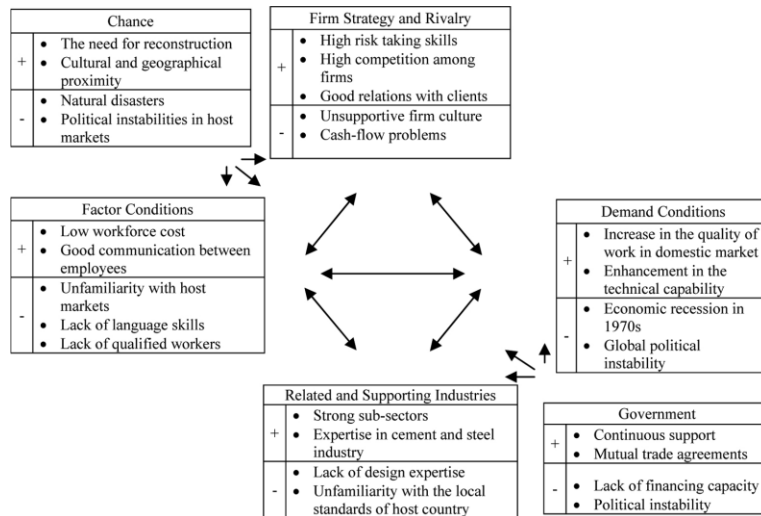 Chance
+
• The need for reconstruction
• Cultural and geographical
proximity
-
• Natural disasters
• Political instabilities in host
markets
Firm Strategy and Rivalry
+
• High risk taking skills
• High competition among
firms
• Good relations with clients
-
• Unsupportive firm culture
• Cash-flow problems
Factor Conditions
+
• Low workforce cost
• Good communication between
employees
-
• Unfamiliarity with host
markets
• Lack of language skills
• Lack of qualified workers
Demand Conditions
+
• Increase in the quality of
work in domestic market
• Enhancement in the
technical capability
-
• Economic recession in
1970s
• Global political
instability
Related and Supporting Industries
+
• Strong sub-sectors
• Expertise in cement and steel
industry
-
• Lack of design expertise
• Unfamiliarity with the local
standards of host country
Government
+
• Continuous support
• Mutual trade agreements
-
• Lack of financing capacity
• Political instability